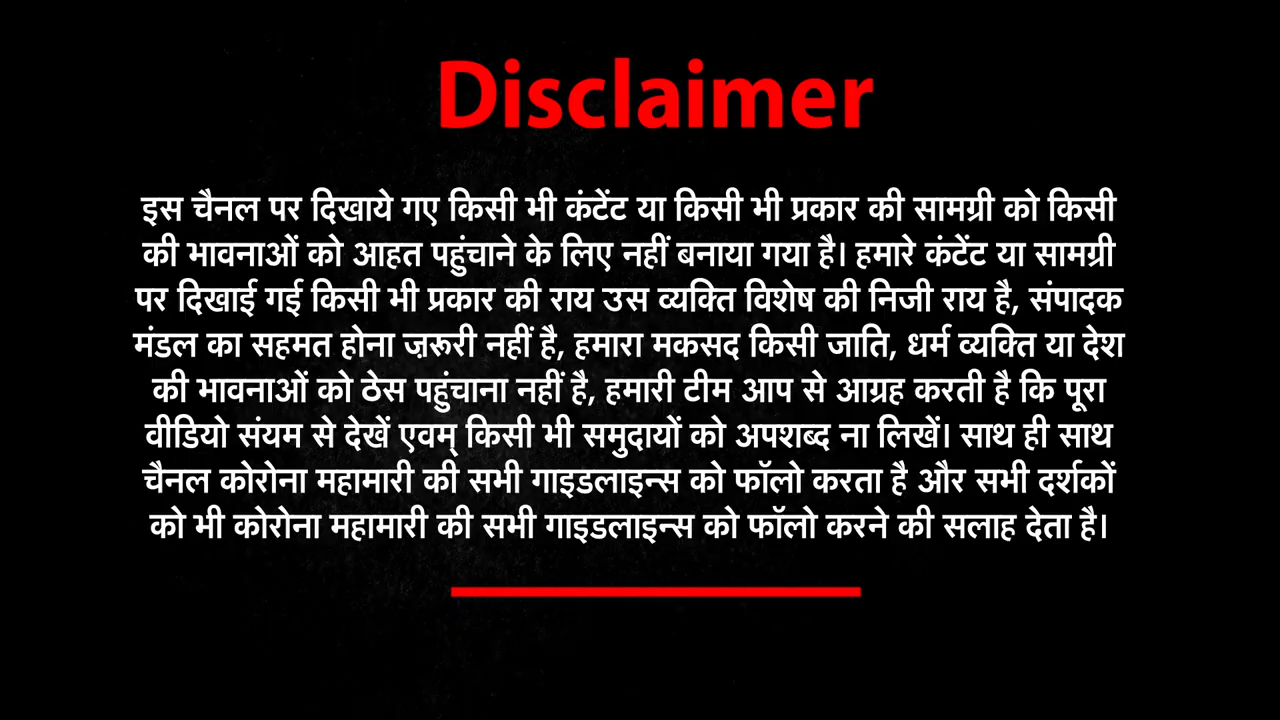 Disclaimer
इस चैनल पर दिखाये गए किसी भी कंटेंट या किसी भी प्रकार की सामग्री को किसी
की भावनाओं को आहत पहुंचाने के लिए नहीं बनाया गया है। हमारे कंटेंट या सामग्री
पर दिखाई गई किसी भी प्रकार की राय उस व्यक्ति विशेष की निजी राय है, संपादक
मंडल का सहमत होना ज़रूरी नहीं है, हमारा मकसद किसी जाति, धर्म व्यक्ति या देश
की भावनाओं को ठेस पहुंचाना नहीं है, हमारी टीम आप से आग्रह करती है कि पूरा
वीडियो संयम से देखें एवम् किसी भी समुदायों को अपशब्द ना लिखें। साथ ही साथ
चैनल कोरोना महामारी की सभी गाइडलाइन्स को फॉलो करता है और सभी दर्शकों
को भी कोरोना महामारी की सभी गाइडलाइन्स को फॉलो करने की सलाह देता है।